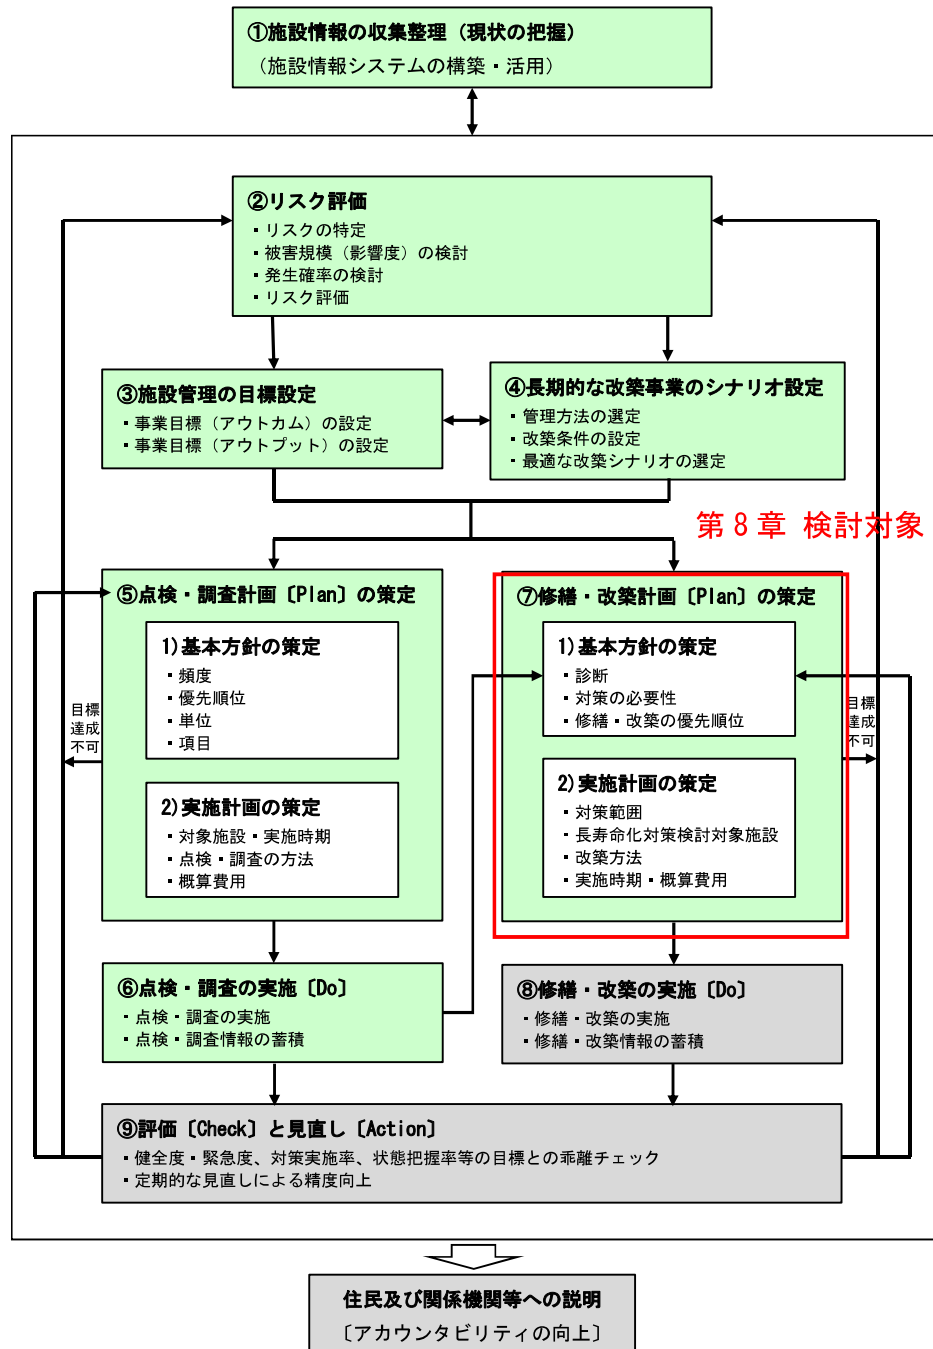 ①施設情報の収集整理（現状の把握）
（施設情報システムの構築・活用）
②リスク評価
・リスクの特定
・被害規模（影響度）の検討
・発生確率の検討
・リスク評価
③施設管理の目標設定
・事業目標（アウトカム）の設定
・事業目標（アウトプット）の設定
④長期的な改築事業のシナリオ設定
・管理方法の選定
・改築条件の設定
・最適な改築シナリオの選定
第８章 検討対象
⑤点検・調査計画〔Plan〕の策定
1)基本方針の策定
・頻度
・優先順位
・単位
・項目
2)実施計画の策定
・対象施設・実施時期
・点検・調査の方法
・概算費用
目標
達成
不可
⑦修繕・改築計画〔Plan〕の策定
1)基本方針の策定
・診断
・対策の必要性
・修繕・改築の優先順位
2)実施計画の策定
・対策範囲
・長寿命化対策検討対象施設
・改築方法
・実施時期・概算費用
目標
達成
不可
⑥点検・調査の実施〔Do〕
・点検・調査の実施
・点検・調査情報の蓄積
⑧修繕・改築の実施〔Do〕
・修繕・改築の実施
・修繕・改築情報の蓄積
⑨評価〔Check〕と見直し〔Action〕
・健全度・緊急度、対策実施率、状態把握率等の目標との乖離チェック
・定期的な見直しによる精度向上
住民及び関係機関等への説明
〔アカウンタビリティの向上〕